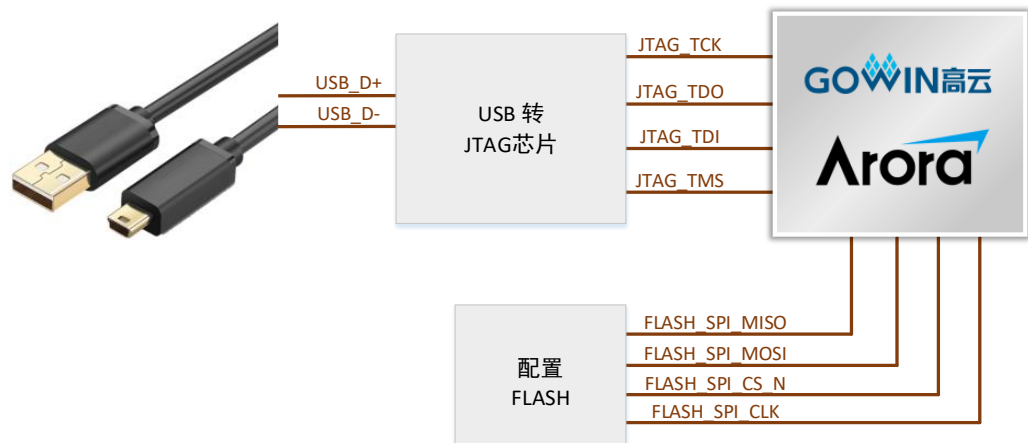 JTAG_TCK
USB_D+
JTAG_TDO
USB_D-
USB 转
JTAG芯片
JTAG_TDI
JTAG_TMS
GOWIN高云
Arora
配置
FLASH
FLASH_SPI_MISO
FLASH_SPI_MOSI
FLASH_SPI_CS_N
FLASH_SPI_CLK